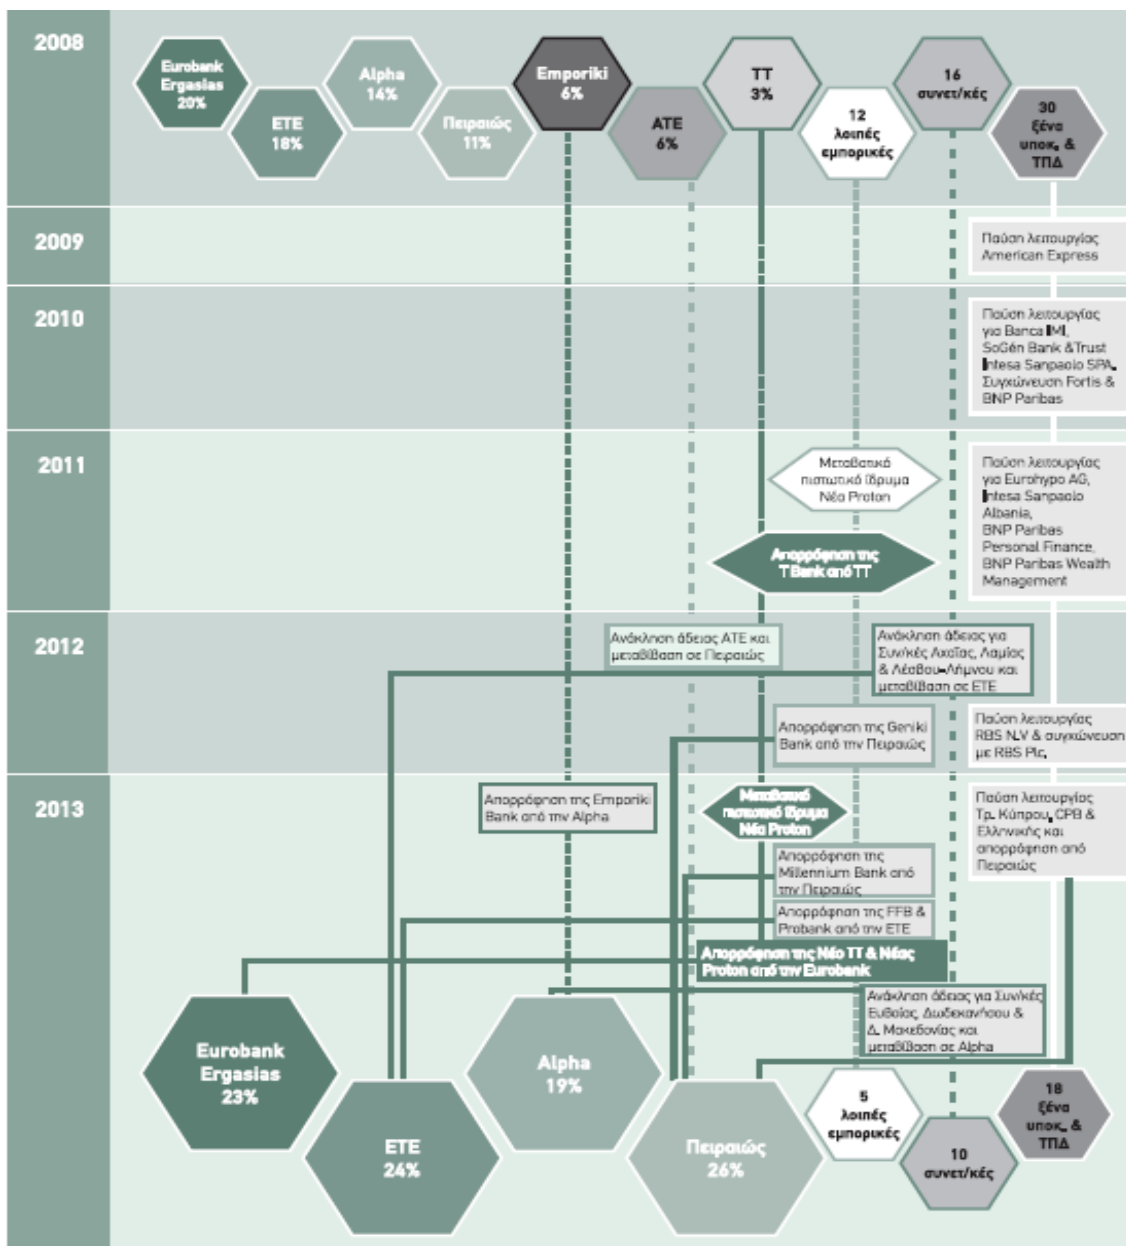 2008
Eurobank
Ergasias
20%
ΕΤΕ
18%
Alpha
14%
Πειραιώς
11%
Emporiki
6%
ΑΤΕ
6%
ΤΤ
3%
12
λοιπές
εμπορικές
16
συνετ/κές
30
ξένα
υποκ. &
ΤΠΔ
2009
Παύση λειτουργίας
American Express
2010
Παύση λειτουργίας
για Banca IMI,
SoGén Bank &Trust
Intesa Sanpaolo SPA.
Συγχώνευση Fortis &
BNP Paribas
2011
Μεταβατικό
πιστωτικό ίδρυμα
Νέα Proton
Απορρόφηση της
T Bank από ΤΤ
Παύση λειτουργίας
για Eurohypo AG,
Intesa Sanpaolo
Albania,
BNP Paribas
Personal Finance,
BNP Paribas Wealth
Management
2012
Ανάκληση άδειας ΑΤΕ και
μεταβίβαση σε Πειραιώς
Ανάκληση άδειας για
Συν/κές Αχαΐας, Λαμίας
& Λέσβου-Λήμνου και
μεταβίβαση σε ΕΤΕ
Απορρόφηση της Geniki
Bank από την Πειραιώς
Παύση λειτουργίας
RBS N.V & συγχώνευση
με RBS Plc.
2013
Απορρόφηση της Emporiki
Bank από την Alpha
Μεταβατικό
πιστωτικό ίδρυμα
Νέα Proton
Παύση λειτουργίας
Τρ. Κύπρου, CPB &
Ελληνικής και
απορρόφηση από
Πειραιώς
Απορρόφηση της
Millennium Bank από
την Πειραιώς
Απορρόφηση της FFB &
Probank από την ΕΤΕ
Απορρόφηση της Νέο ΤΤ & Νέας
Proton από την Eurobank
Ανάκληση άδειας για Συν/κές
Ευβοίας, Δωδεκανήσου &
Δ. Μακεδονίας και
μεταβίβαση σε Alpha
Eurobank
Ergasias
23%
ΕΤΕ
24%
Alpha
19%
Πειραιώς
26%
5
λοιπές
εμπορικές
10
συνετ/κές
18
ξένα
υποκ. &
ΤΠΔ